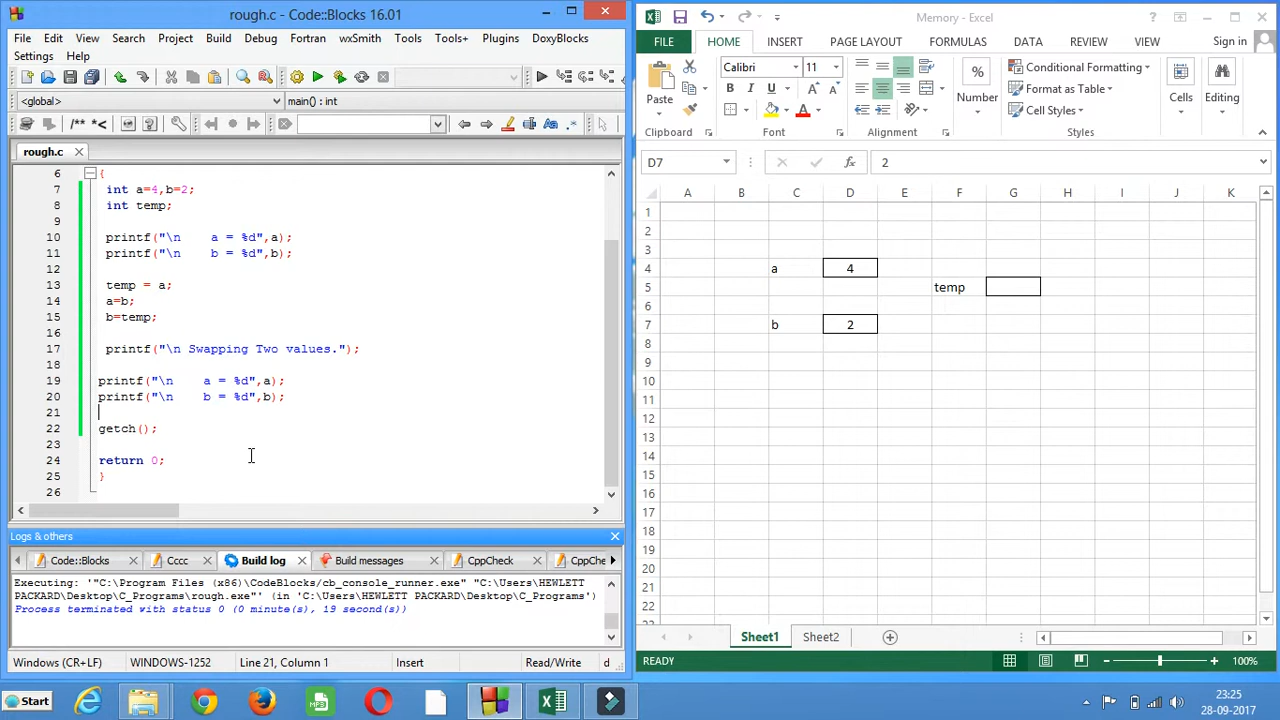 rough.c - Code::Blocks 16.01
File Edit View Search Project Build Debug Fortran wxSmith Tools Tools+ Plugins DoxyBlocks
Settings Help
<global> main() : int
/** *<
rough.c
6 {
7 int a=4,b=2;
8 int temp;
9
10 printf("\n    a = %d",a);
11 printf("\n    b = %d",b);
12
13 temp = a;
14 a=b;
15 b=temp;
16
17 printf("\n Swapping Two values.");
18
19 printf("\n    a = %d",a);
20 printf("\n    b = %d",b);
21
22 getch();
23
24 return 0;
25 }
26
Logs & others
Code::Blocks Cccc Build log Build messages CppCheck CppChe
Executing: '"C:\Program Files (x86)\CodeBlocks/cb_console_runner.exe" "C:\Users\HEWLETT
PACKARD\Desktop\C_Programs\rough.exe"' (in 'C:\Users\HEWLETT PACKARD\Desktop\C_Programs')
Process terminated with status 0 (0 minute(s), 19 second(s))
Windows (CR+LF) WINDOWS-1252 Line 21, Column 1 Insert Read/Write d
Memory - Excel
FILE HOME INSERT PAGE LAYOUT FORMULAS DATA REVIEW VIEW Sign in
Paste
Clipboard
Calibri 11
B I U
Font
Alignment
%
Number
Conditional Formatting
Format as Table
Cell Styles
Styles
Cells
Editing
D7 fx 2
A B C D E F G H I J K
1
2
3
4 a 4
5 temp
6
7 b 2
8
9
10
11
12
13
14
15
16
17
18
19
20
21
22
23
Sheet1 Sheet2
READY 100%
Start
MP3
23:25
28-09-2017